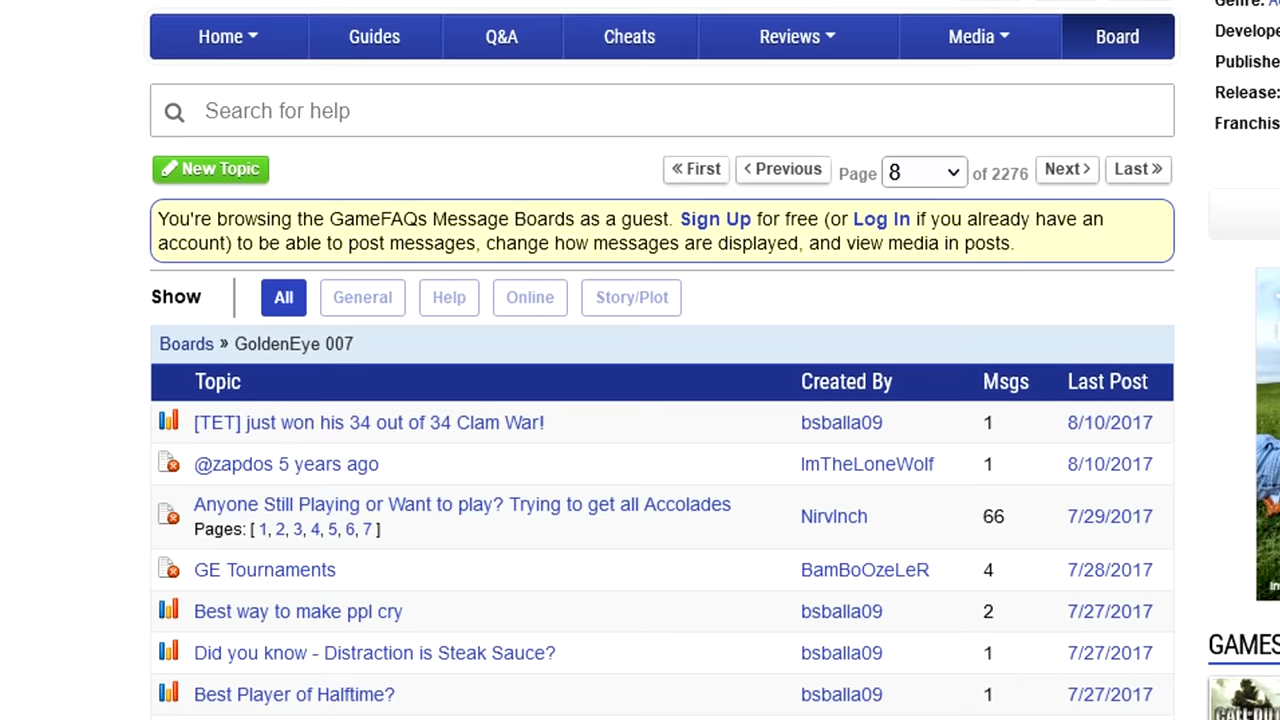 Genre:
Home Guides Q&A Cheats Reviews Media Board
Develope
Publishe
Release:
Franchis
Search for help
New Topic « First ‹ Previous Page 8 of 2276 Next › Last »
You're browsing the GameFAQs Message Boards as a guest. Sign Up for free (or Log In if you already have an
account) to be able to post messages, change how messages are displayed, and view media in posts.
Show All General Help Online Story/Plot
Boards » GoldenEye 007
Topic Created By Msgs Last Post
[TET] just won his 34 out of 34 Clam War! bsballa09 1 8/10/2017
@zapdos 5 years ago ImTheLoneWolf 1 8/10/2017
Anyone Still Playing or Want to play? Trying to get all Accolades NirvInch 66 7/29/2017
Pages: [ 1, 2, 3, 4, 5, 6, 7 ]
GE Tournaments BamBoOzeLeR 4 7/28/2017
Best way to make ppl cry bsballa09 2 7/27/2017
GAMES
Did you know - Distraction is Steak Sauce? bsballa09 1 7/27/2017
Best Player of Halftime? bsballa09 1 7/27/2017